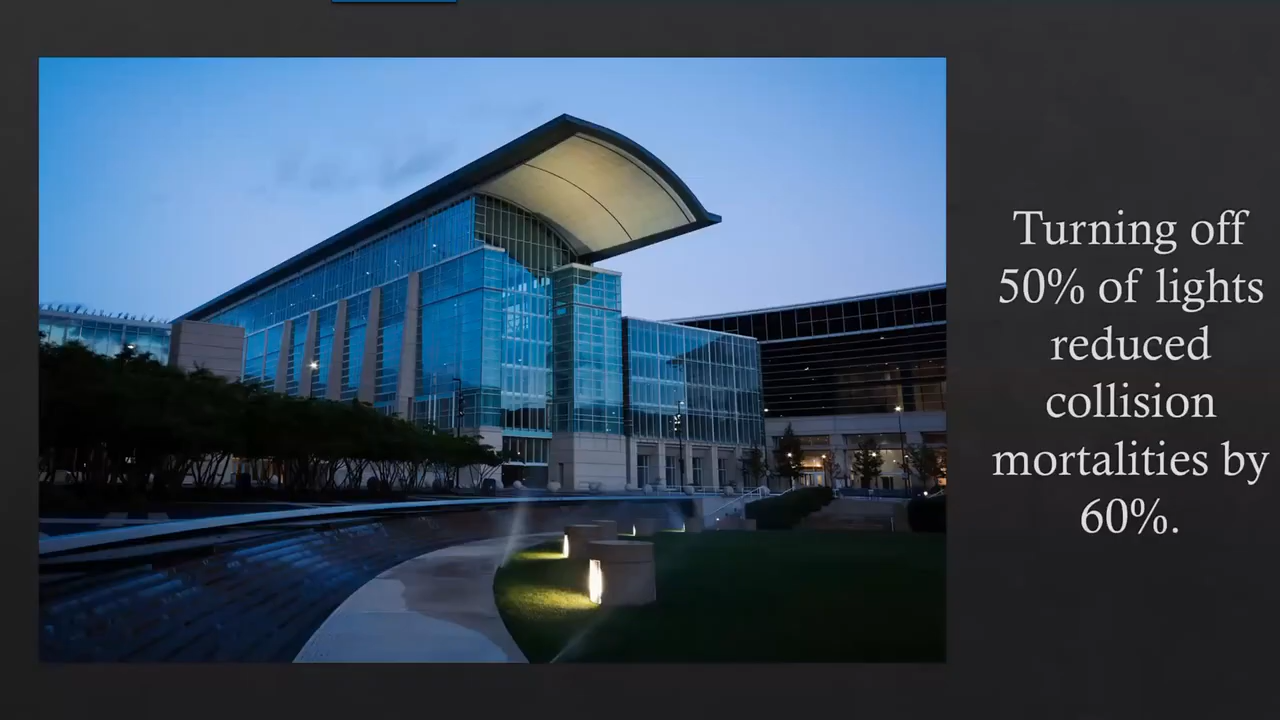 Turning off
50% of lights
reduced
collision
mortalities by
60%.